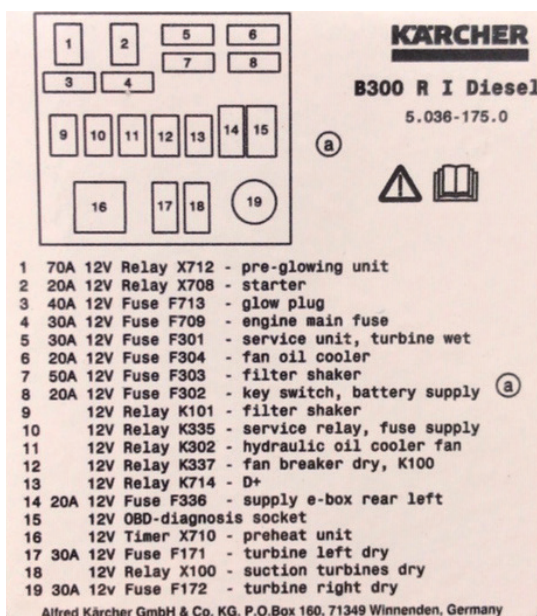 1 2 5 6
KÄRCHER
7 8
3 4
B300 R I Diesel
5.036-175.0
9 10 11 12 13 14 15
a
16 17 18 19
1 70A 12V Relay X712 - pre-glowing unit
2 20A 12V Relay X708 - starter
3 40A 12V Fuse F713 - glow plug
4 30A 12V Fuse F709 - engine main fuse
5 30A 12V Fuse F301 - service unit, turbine wet
6 20A 12V Fuse F304 - fan oil cooler
7 50A 12V Fuse F303 - filter shaker
8 20A 12V Fuse F302 - key switch, battery supply a
9 12V Relay K101 - filter shaker
10 12V Relay K335 - service relay, fuse supply
11 12V Relay K302 - hydraulic oil cooler fan
12 12V Relay K337 - fan breaker dry, K100
13 12V Relay K714 - D+
14 20A 12V Fuse F336 - supply e-box rear left
15 12V OBD-diagnosis socket
16 12V Timer X710 - preheat unit
17 30A 12V Fuse F171 - turbine left dry
18 12V Relay X100 - suction turbines dry
19 30A 12v Fuse F172 - turbine right dry
Alfred Kärcher GmbH & Co. KG, P.O.Box 160, 71349 Winnenden, Germany